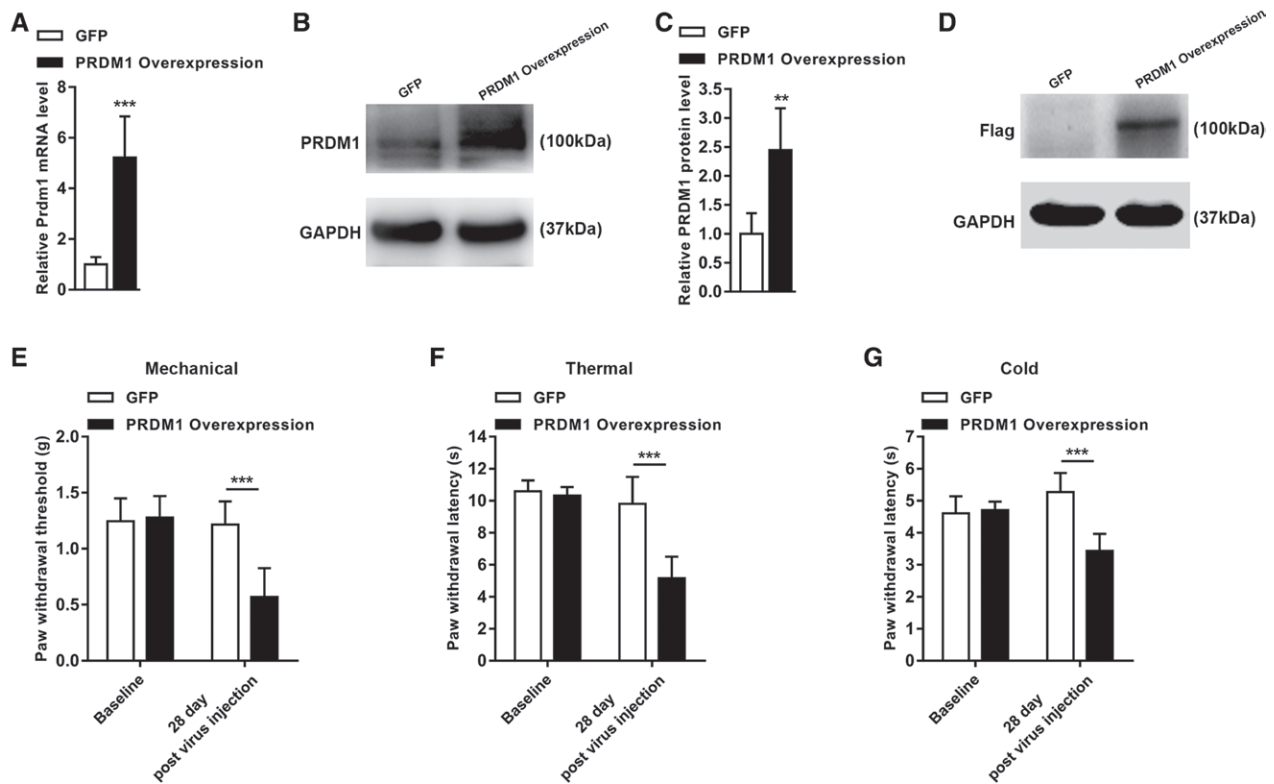 A
GFP
PRDM1 Overexpression
Relative Prdm1 mRNA level
8
6
4
2
0
***
B
GFP
PRDM1 Overexpression
PRDM1
(100kDa)
GAPDH
(37kDa)
C
GFP
PRDM1 Overexpression
Relative PRDM1 protein level
3.5
3.0
2.5
2.0
1.5
1.0
0.5
0.0
**
D
GFP
PRDM1 Overexpression
Flag
(100kDa)
GAPDH
(37kDa)
E
Mechanical
GFP
PRDM1 Overexpression
Paw withdrawal threshold (g)
2.0
1.5
1.0
0.5
0.0
***
Baseline
28 day
post virus injection
F
Thermal
GFP
PRDM1 Overexpression
Paw withdrawal latency (s)
14
12
10
8
6
4
2
0
***
Baseline
28 day
post virus injection
G
Cold
GFP
PRDM1 Overexpression
Paw withdrawal latency (s)
7
6
5
4
3
2
1
0
***
Baseline
28 day
post virus injection